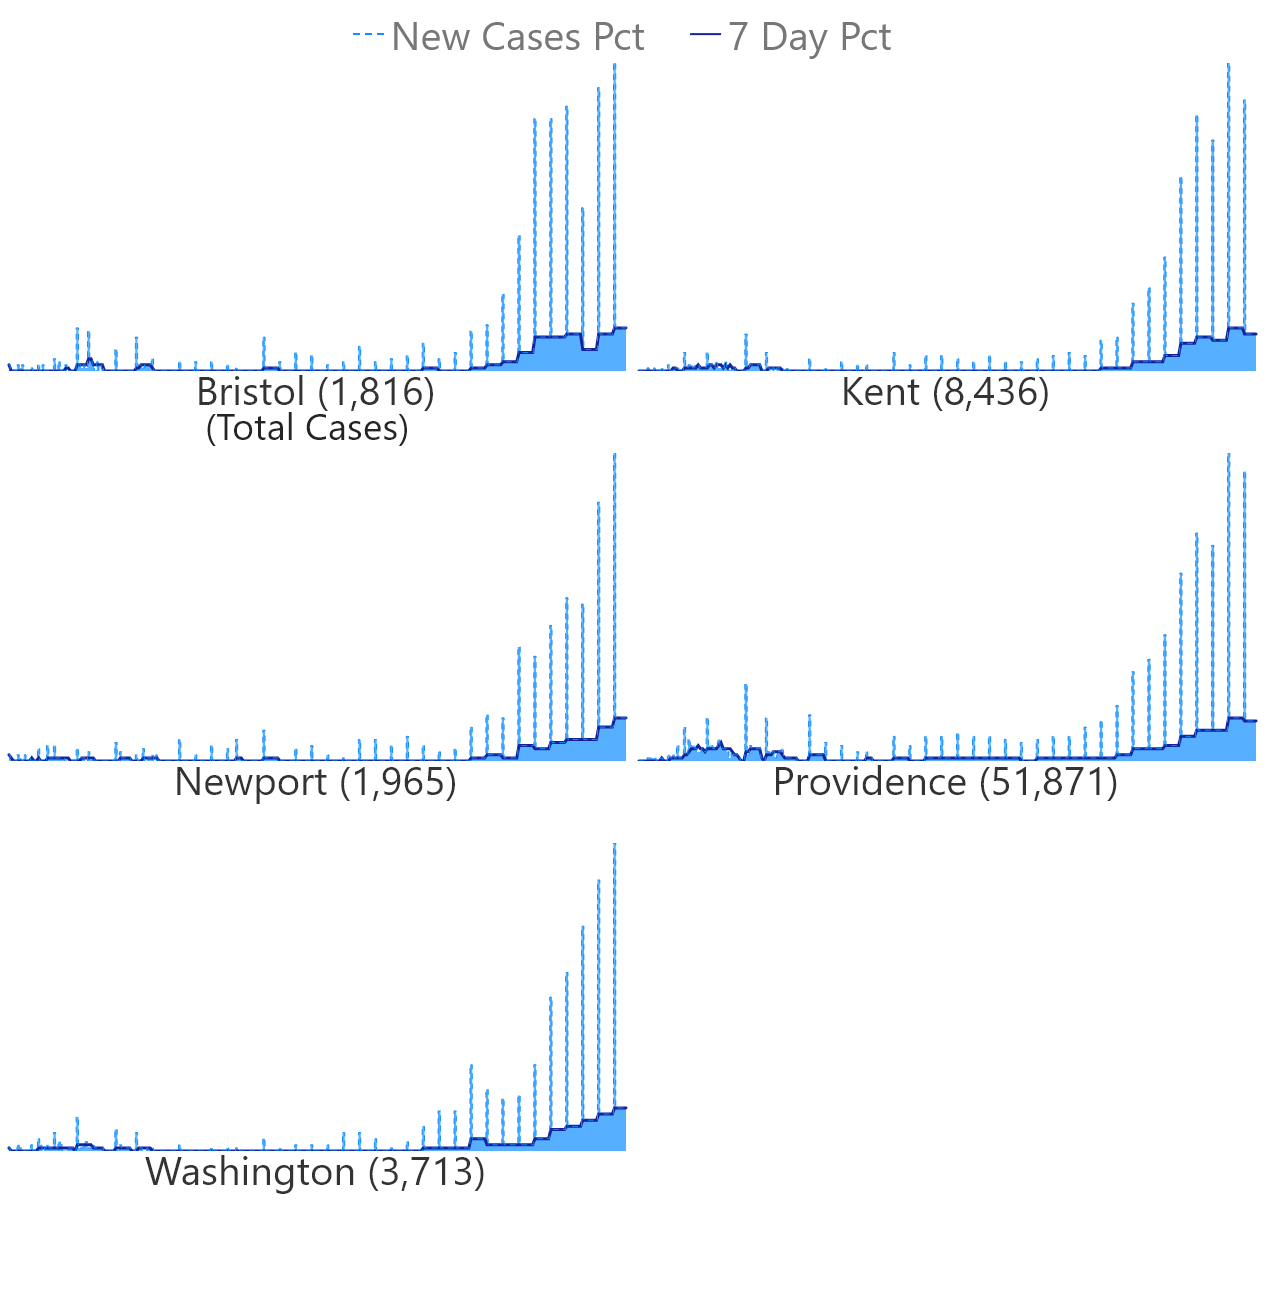 New Cases Pct 7 Day Pct
Bristol (1,816) Kent (8,436)
(Total Cases)
Newport (1,965) Providence (51,871)
Washington (3,713)